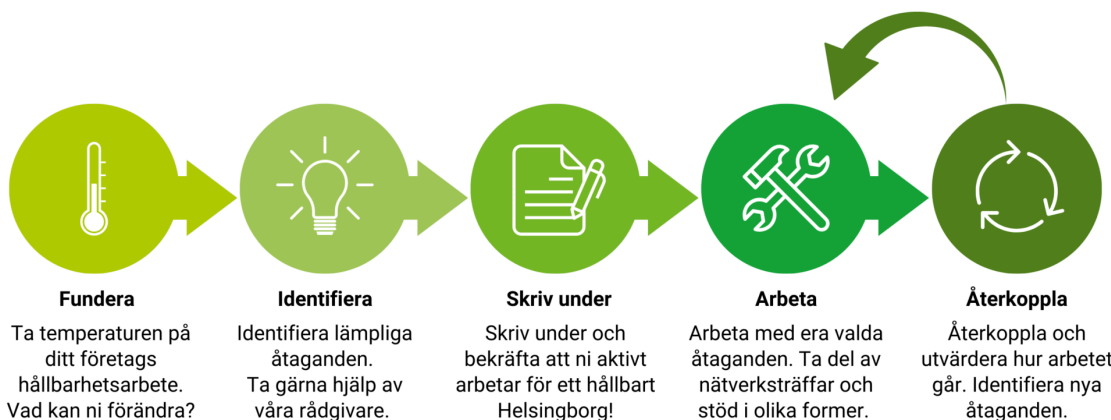 Fundera
Ta temperaturen på
ditt företags
hållbarhetsarbete.
Vad kan ni förändra?
Identifiera
Identifiera lämpliga
åtaganden.
Ta gärna hjälp av
våra rådgivare.
Skriv under
Skriv under och
bekräfta att ni aktivt
arbetar för ett hållbart
Helsingborg!
Arbeta
Arbeta med era valda
åtaganden. Ta del av
nätverksträffar och
stöd i olika former.
Återkoppla
Återkoppla och
utvärdera hur arbetet
går. Identifiera nya
åtaganden.